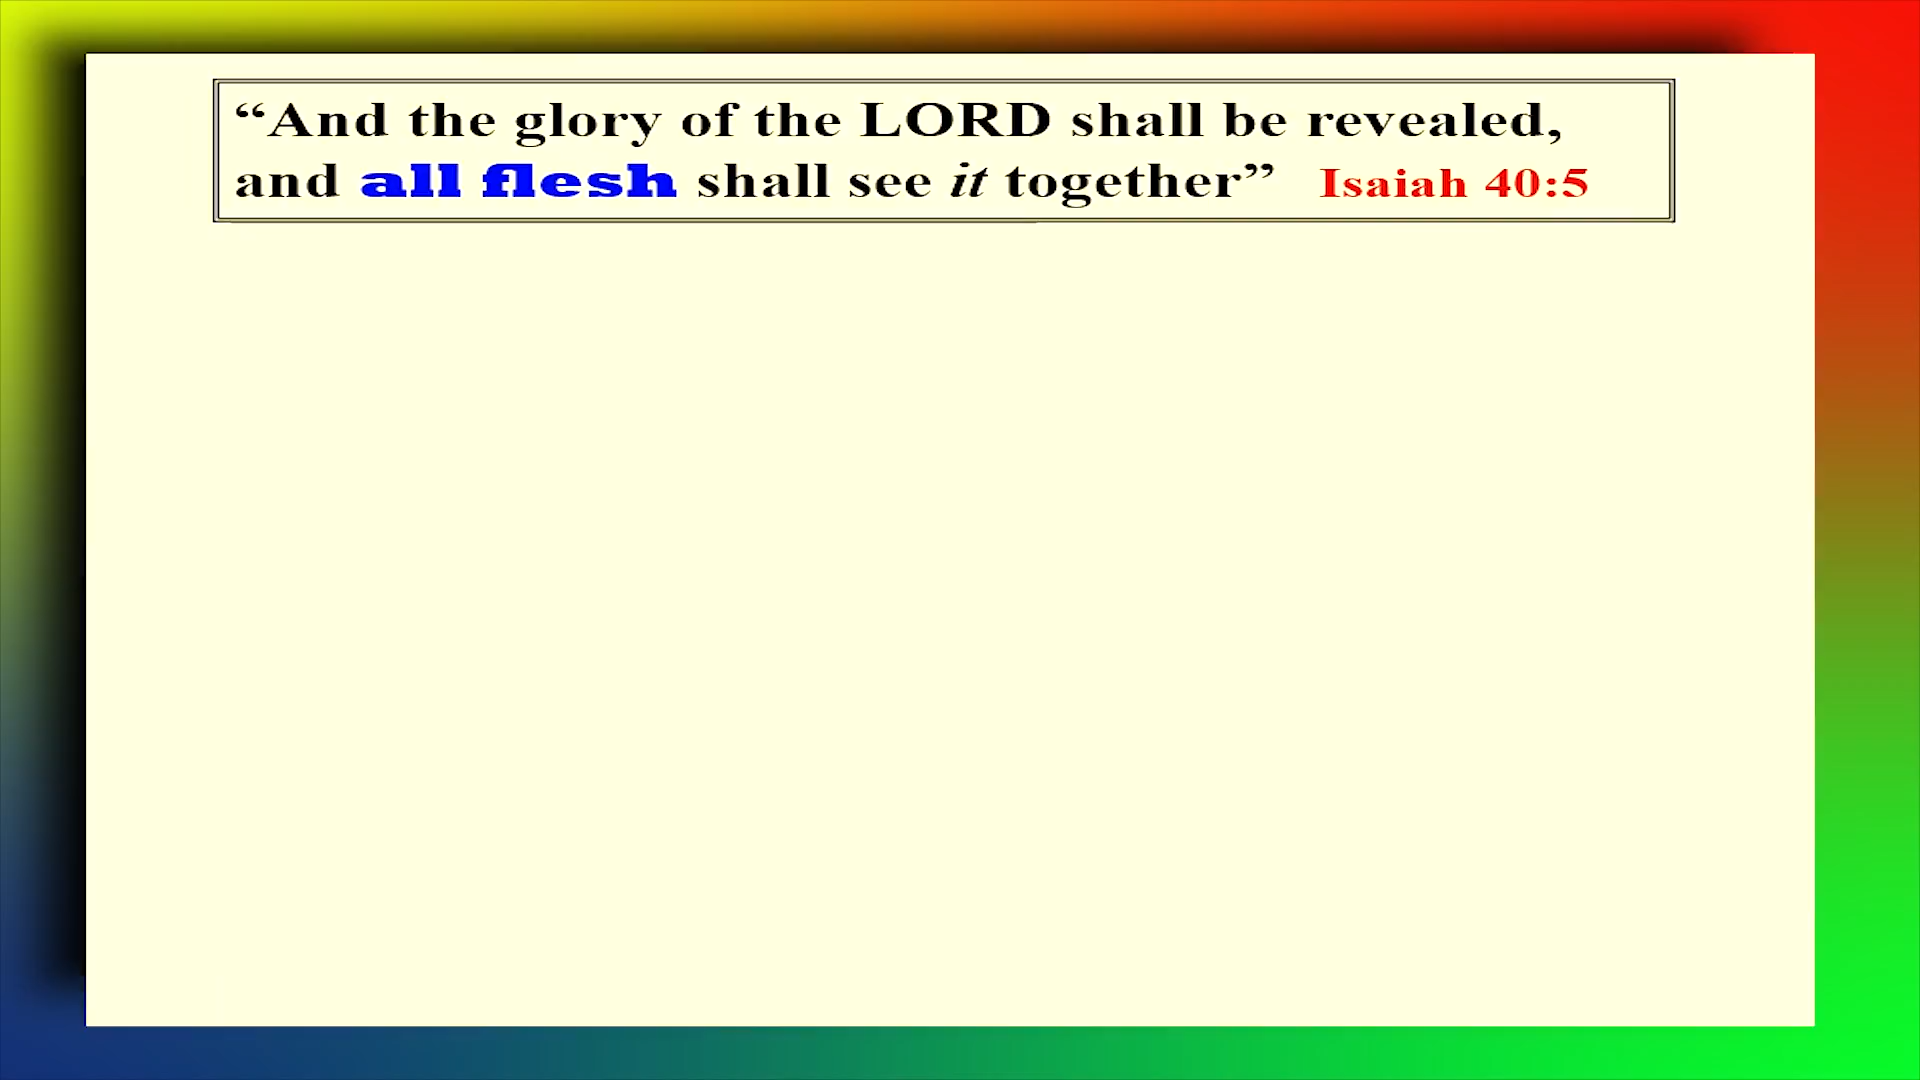 “And the glory of the LORD shall be revealed,
and all flesh shall see it together” Isaiah 40:5